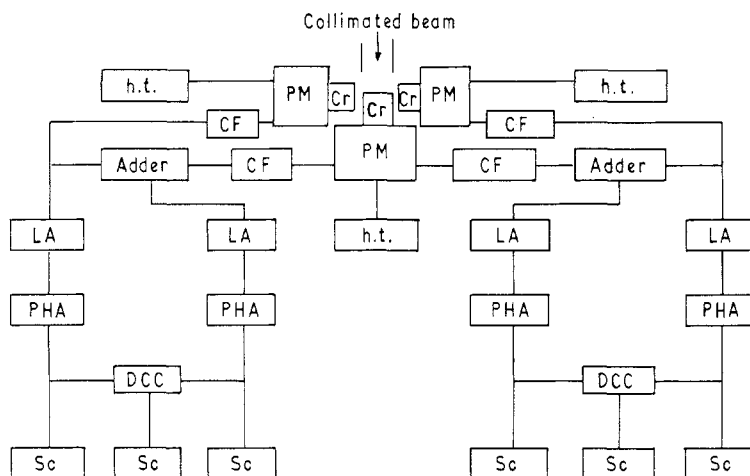 Collimated beam
h.t.
PM
Cr
Cr
Cr
PM
h.t.
CF
CF
Adder
CF
PM
CF
Adder
LA
LA
h.t.
LA
LA
PHA
PHA
PHA
PHA
DCC
DCC
Sc
Sc
Sc
Sc
Sc
Sc